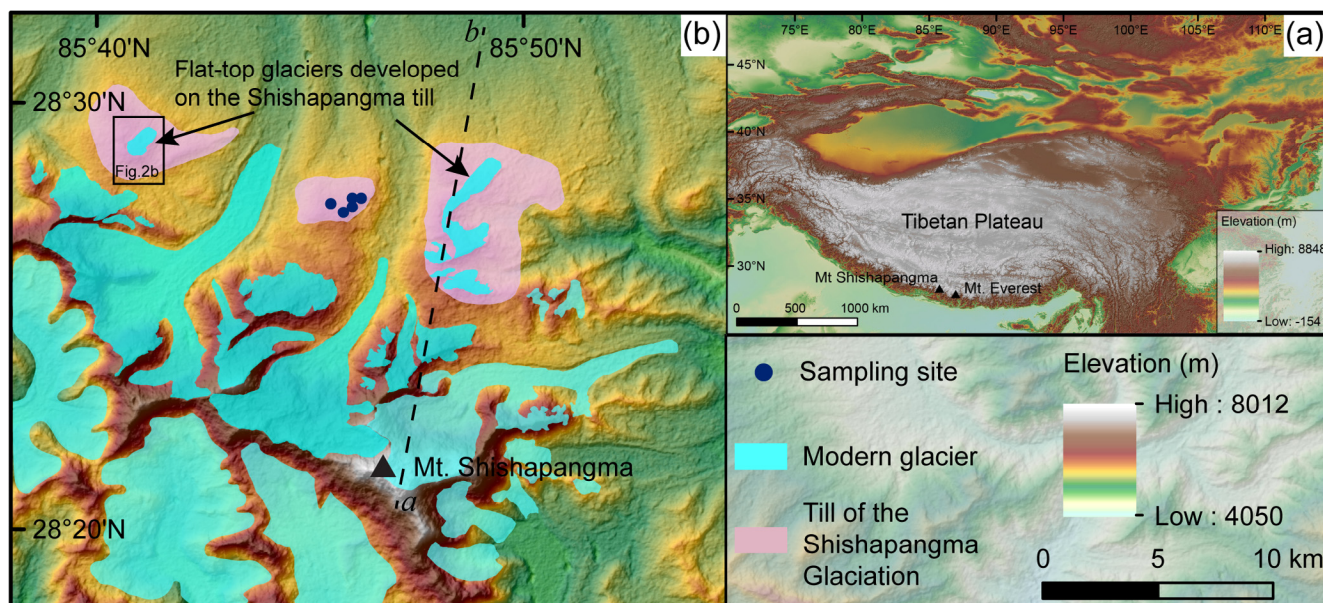 85°40'N
b
85°50'N
(b)
Flat-top glaciers developed
on the Shishapangma till
28°30'N
Fig.2b
Mt. Shishapangma
a
28°20'N
75°E
80°E
85°E
90°E
95°E
100°E
105°E
110°E
(a)
45°N
40°N
35°N
30°N
Tibetan Plateau
Mt Shishapangma
Mt. Everest
0 500 1000 km
Elevation (m)
High: 8848
Low: -154
Sampling site
Modern glacier
Till of the
Shishapangma
Glaciation
Elevation (m)
High : 8012
Low : 4050
0 5 10 km